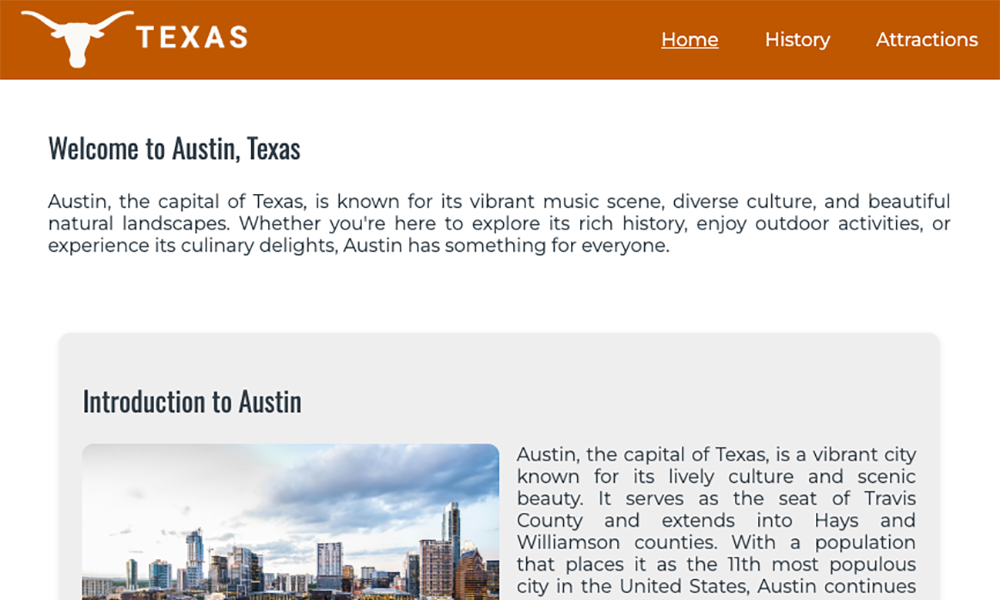 TEXAS
Home History Attractions
Welcome to Austin, Texas
Austin, the capital of Texas, is known for its vibrant music scene, diverse culture, and beautiful
natural landscapes. Whether you're here to explore its rich history, enjoy outdoor activities, or
experience its culinary delights, Austin has something for everyone.
Introduction to Austin
Austin, the capital of Texas, is a vibrant city
known for its lively culture and scenic
beauty. It serves as the seat of Travis
County and extends into Hays and
Williamson counties. With a population
that places it as the 11th most populous
city in the United States, Austin continues